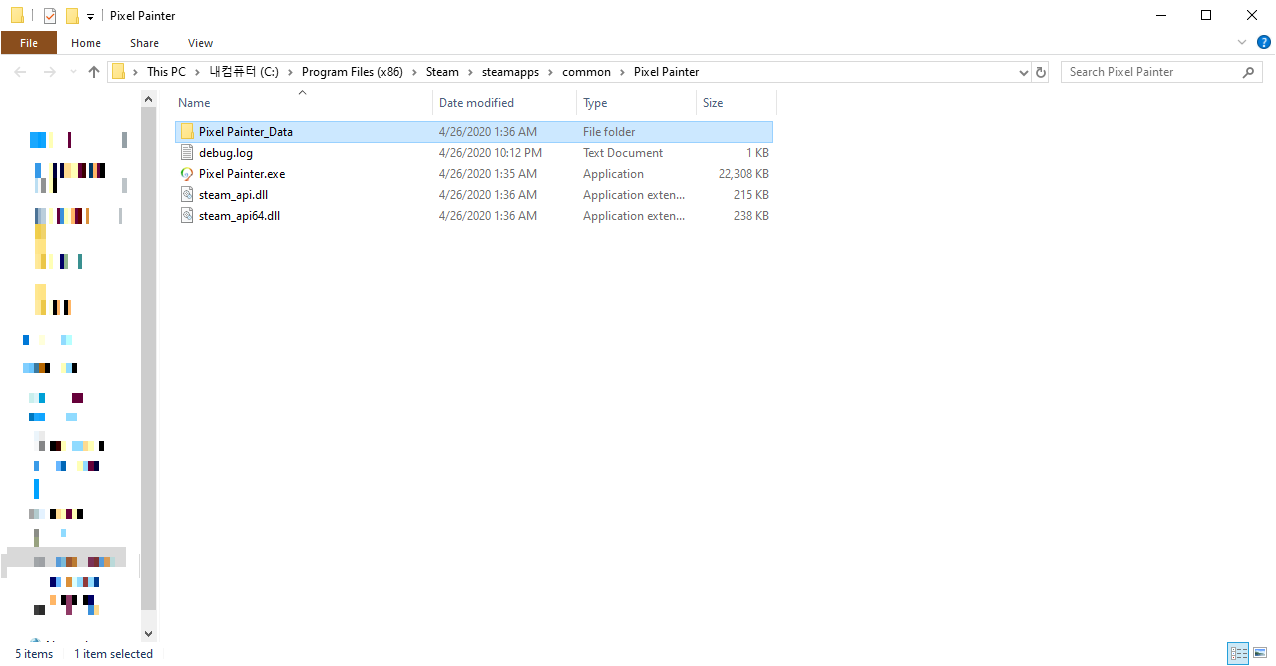 Pixel Painter
File Home Share View
This PC 내컴퓨터 (C:) Program Files (x86) Steam steamapps common Pixel Painter Search Pixel Painter
Name Date modified Type Size
Pixel Painter_Data 4/26/2020 1:36 AM File folder
debug.log 4/26/2020 10:12 PM Text Document 1 KB
Pixel Painter.exe 4/26/2020 1:35 AM Application 22,308 KB
steam_api.dll 4/26/2020 1:36 AM Application exten... 215 KB
steam_api64.dll 4/26/2020 1:36 AM Application exten... 238 KB
5 items 1 item selected